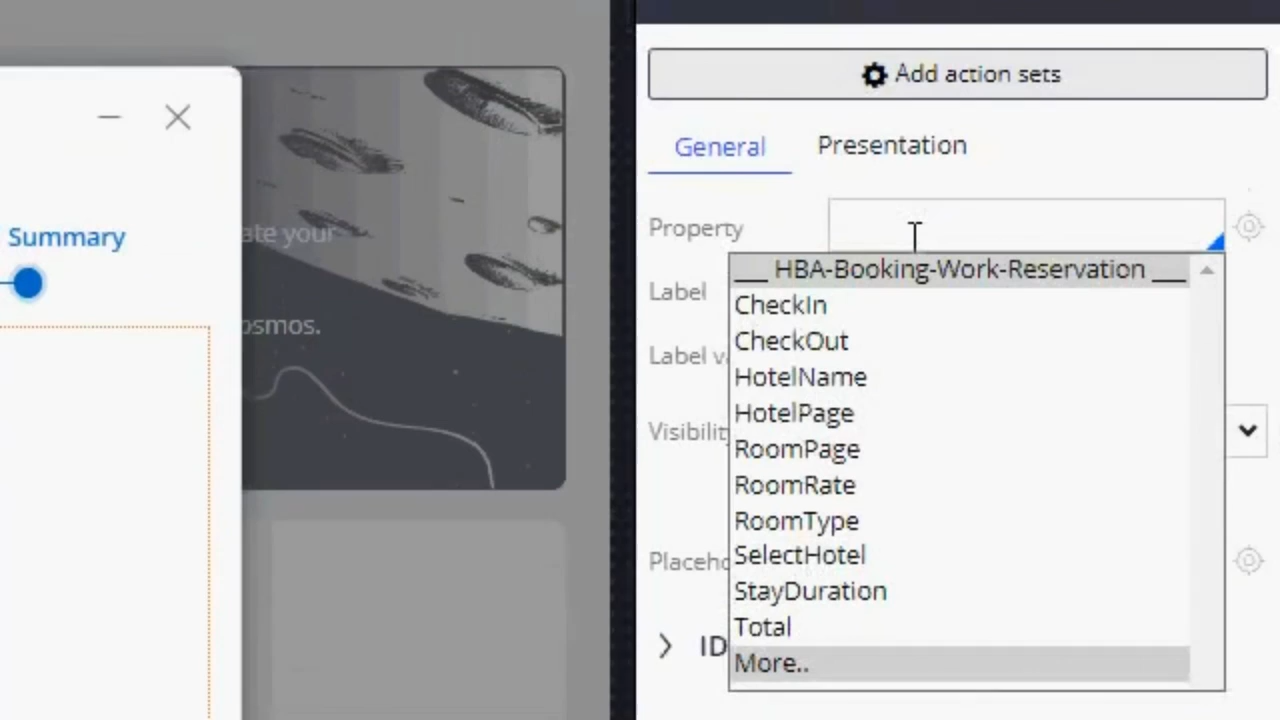 Add action sets
General
Presentation
Summary
ate your
osmos.
Property
___ HBA-Booking-Work-Reservation ___
Label
CheckIn
CheckOut
Label v
HotelName
HotelPage
Visibilit
RoomPage
RoomRate
RoomType
Placeho
SelectHotel
StayDuration
Total
ID
More..